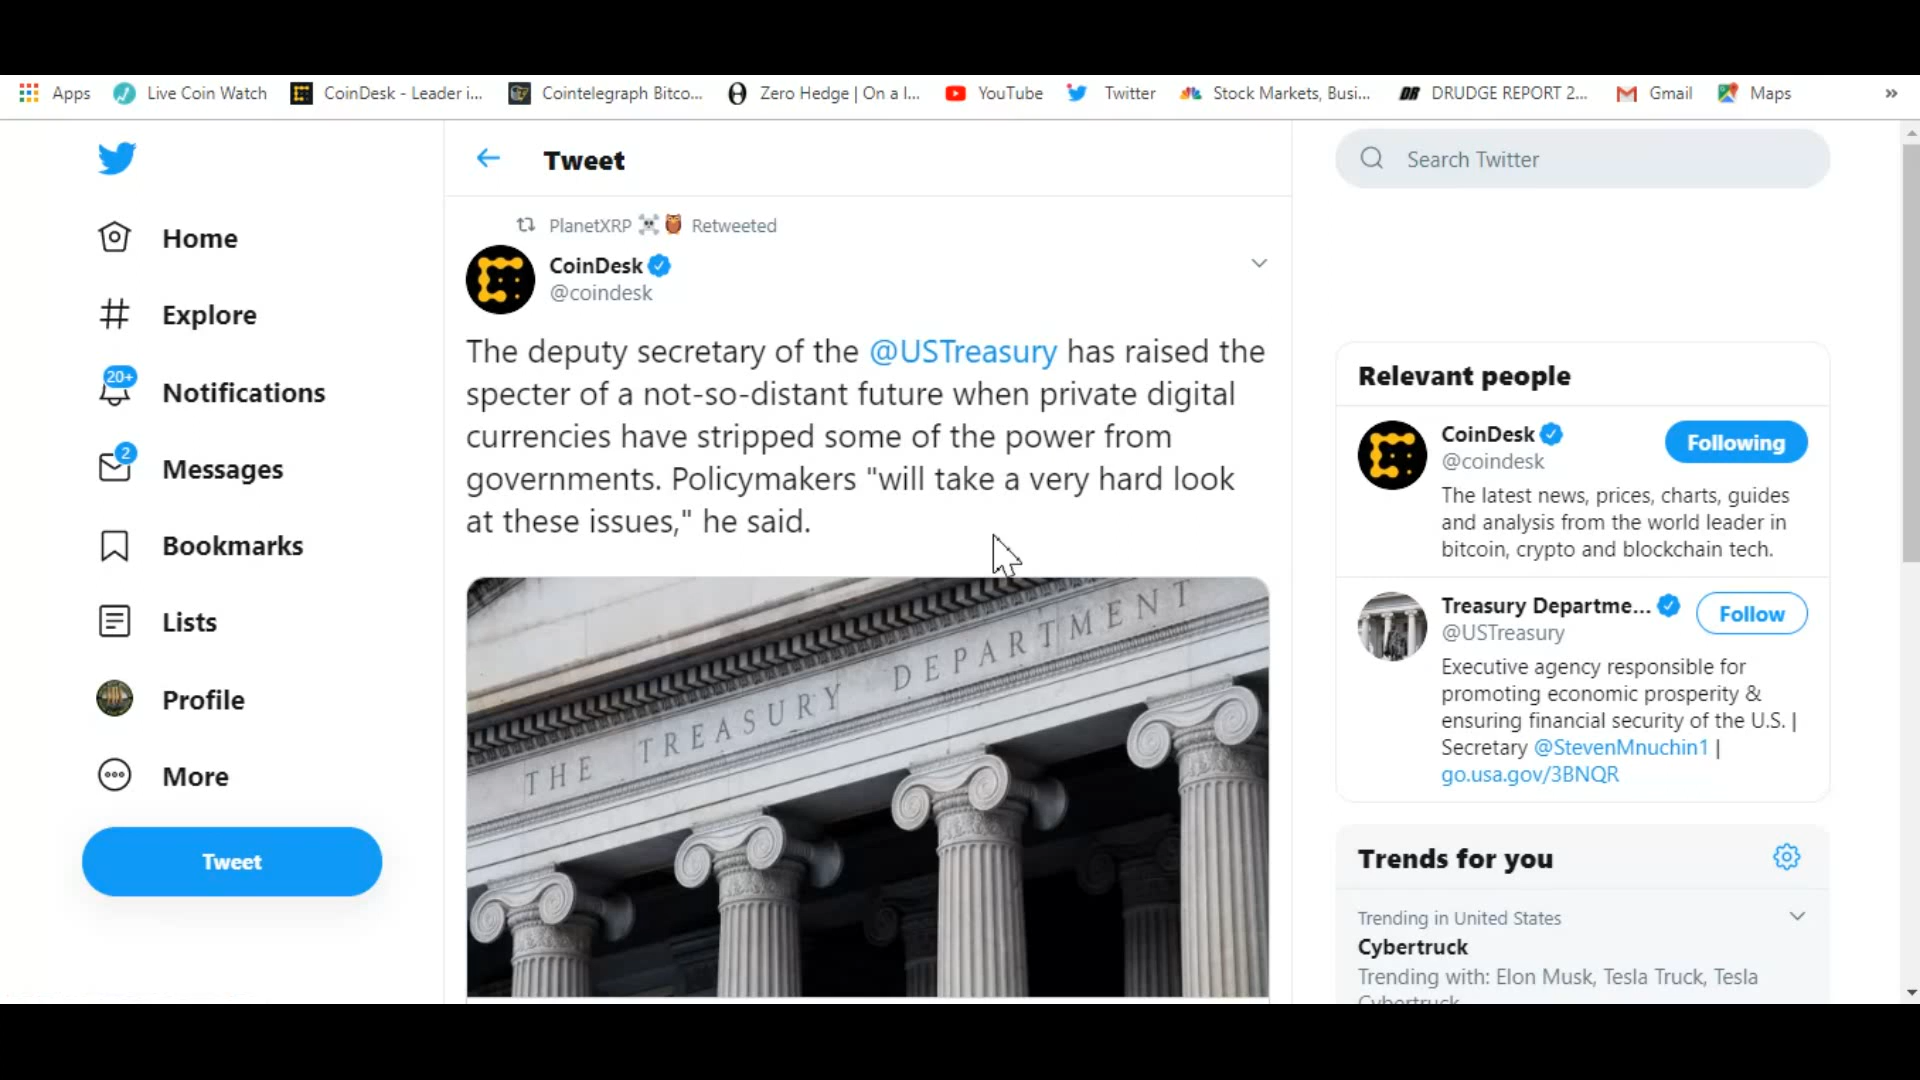 Apps Live Coin Watch CoinDesk - Leader i... Cointelegraph Bitco... Zero Hedge | On a l... YouTube Twitter Stock Markets, Busi... DRUDGE REPORT 2... Gmail Maps »
Home
Explore
20+
Notifications
2
Messages
Bookmarks
Lists
Profile
More
Tweet
Tweet
PlanetXRP ☠🦉 Retweeted
CoinDesk
@coindesk
The deputy secretary of the @USTreasury has raised the
specter of a not-so-distant future when private digital
currencies have stripped some of the power from
governments. Policymakers "will take a very hard look
at these issues," he said.
THE TREASURY DEPARTMENT
Search Twitter
Relevant people
CoinDesk
@coindesk
Following
The latest news, prices, charts, guides
and analysis from the world leader in
bitcoin, crypto and blockchain tech.
Treasury Departme...
@USTreasury
Follow
Executive agency responsible for
promoting economic prosperity &
ensuring financial security of the U.S. |
Secretary @StevenMnuchin1 |
go.usa.gov/3BNQR
Trends for you
Trending in United States
Cybertruck
Trending with: Elon Musk, Tesla Truck, Tesla
Cybertruck